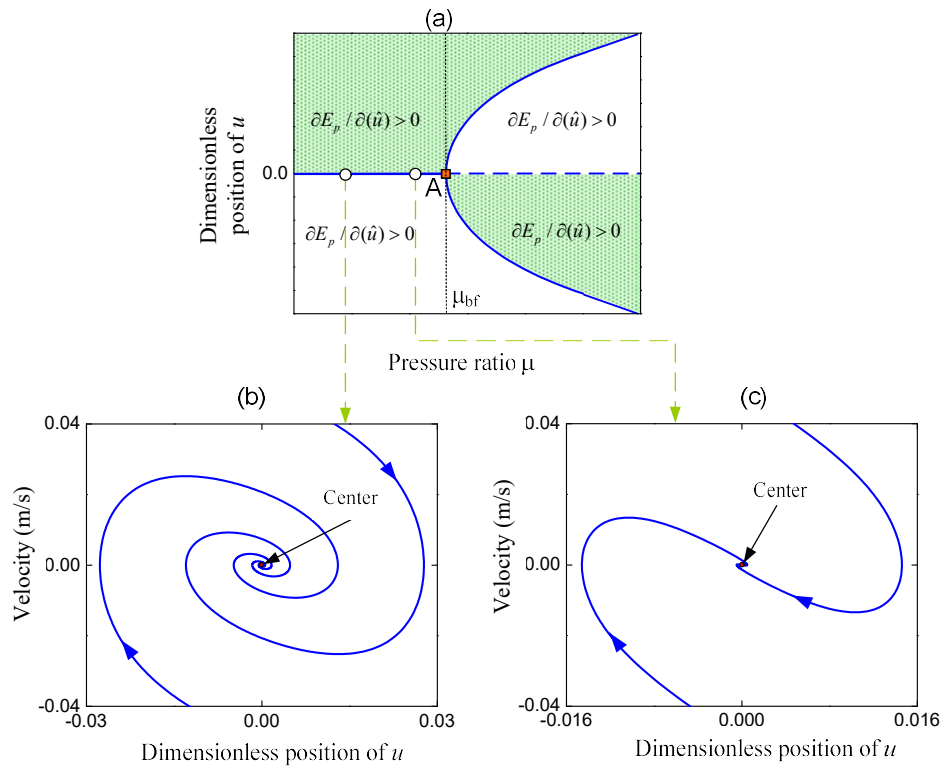 (a)
Dimensionless
position of u
0.0
∂E_p / ∂(û) > 0
∂E_p / ∂(û) > 0
A
∂E_p / ∂(û) > 0
∂E_p / ∂(û) > 0
μ_bf
Pressure ratio μ
(b)
Velocity (m/s)
0.04
0.00
-0.04
Center
-0.03
0.00
0.03
Dimensionless position of u
(c)
Velocity (m/s)
0.04
0.00
-0.04
Center
-0.016
0.000
0.016
Dimensionless position of u